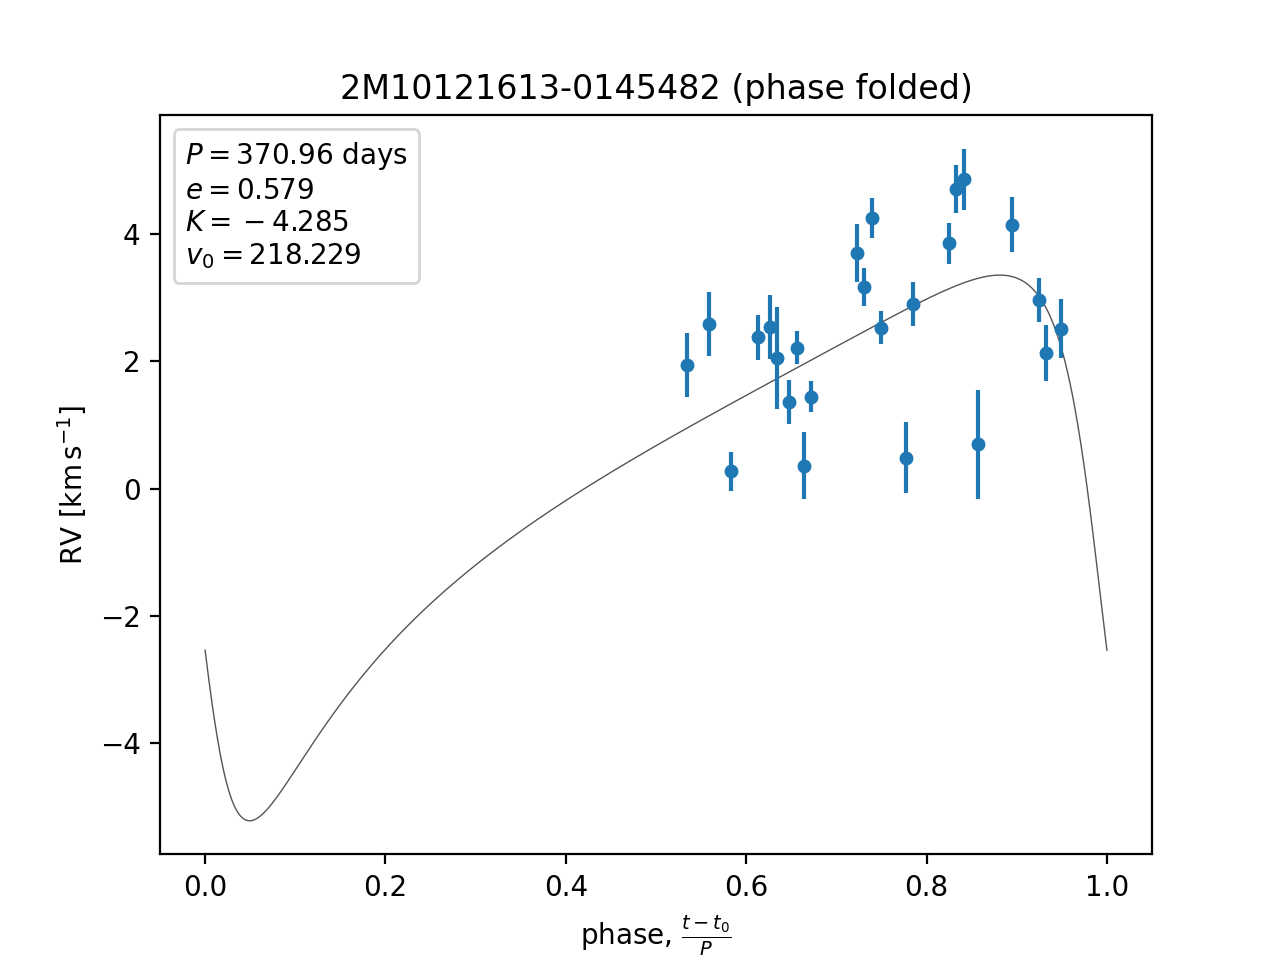 2M10121613-0145482 (phase folded)
P = 370.96 days
e = 0.579
K = −4.285
v₀ = 218.229
RV [km s⁻¹]
4
2
0
−2
−4
0.0 0.2 0.4 0.6 0.8 1.0
phase, (t − t₀)/P